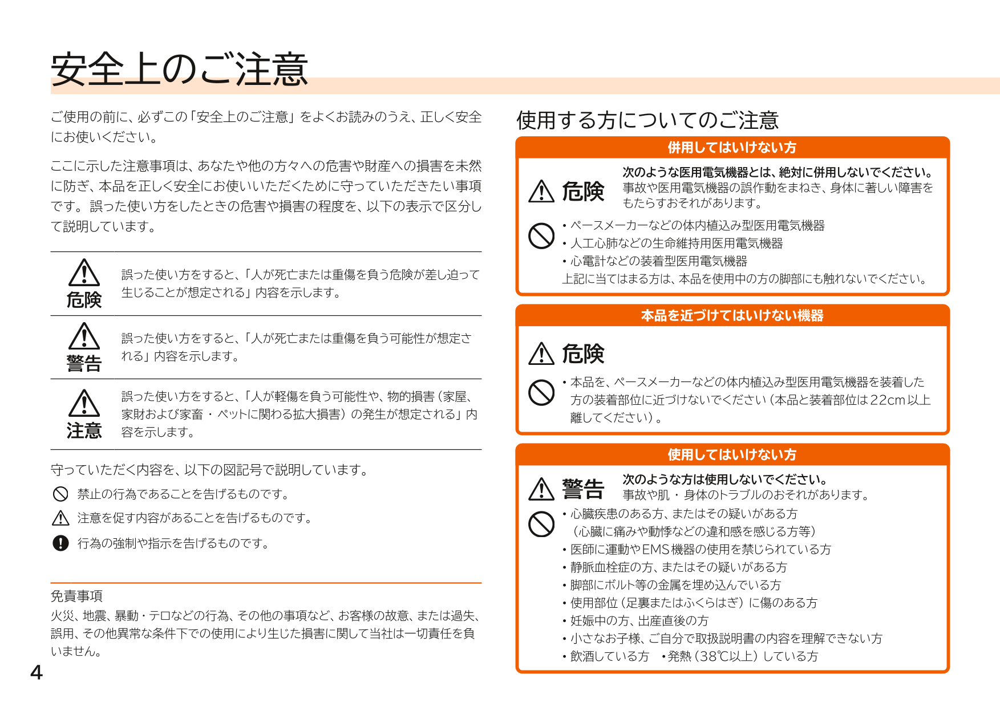 安全上のご注意
ご使用の前に、必ずこの「安全上のご注意」をよくお読みのうえ、正しく安全
にお使いください。
ここに示した注意事項は、あなたや他の方々への危害や財産への損害を未然
に防ぎ、本品を正しく安全にお使いいただくために守っていただきたい事項
です。誤った使い方をしたときの危害や損害の程度を、以下の表示で区分し
て説明しています。
危険
誤った使い方をすると、「人が死亡または重傷を負う危険が差し迫って
生じることが想定される」内容を示します。
警告
誤った使い方をすると、「人が死亡または重傷を負う可能性が想定さ
れる」内容を示します。
注意
誤った使い方をすると、「人が軽傷を負う可能性や、物的損害（家屋、
家財および家畜・ペットに関わる拡大損害）の発生が想定される」内
容を示します。
守っていただく内容を、以下の図記号で説明しています。
禁止の行為であることを告げるものです。
注意を促す内容があることを告げるものです。
行為の強制や指示を告げるものです。
免責事項
火災、地震、暴動・テロなどの行為、その他の事項など、お客様の故意、または過失、
誤用、その他異常な条件下での使用により生じた損害に関して当社は一切責任を負
いません。
4
使用する方についてのご注意
併用してはいけない方
危険
次のような医用電気機器とは、絶対に併用しないでください。
事故や医用電気機器の誤作動をまねき、身体に著しい障害を
もたらすおそれがあります。
・ペースメーカーなどの体内植込み型医用電気機器
・人工心肺などの生命維持用医用電気機器
・心電計などの装着型医用電気機器
上記に当てはまる方は、本品を使用中の方の脚部にも触れないでください。
本品を近づけてはいけない機器
危険
・本品を、ペースメーカーなどの体内植込み型医用電気機器を装着した
方の装着部位に近づけないでください（本品と装着部位は22cm以上
離してください）。
使用してはいけない方
警告
次のような方は使用しないでください。
事故や肌・身体のトラブルのおそれがあります。
・心臓疾患のある方、またはその疑いがある方
（心臓に痛みや動悸などの違和感を感じる方等）
・医師に運動やEMS機器の使用を禁じられている方
・静脈血栓症の方、またはその疑いがある方
・脚部にボルト等の金属を埋め込んでいる方
・使用部位（足裏またはふくらはぎ）に傷のある方
・妊娠中の方、出産直後の方
・小さなお子様、ご自分で取扱説明書の内容を理解できない方
・飲酒している方　・発熱（38℃以上）している方